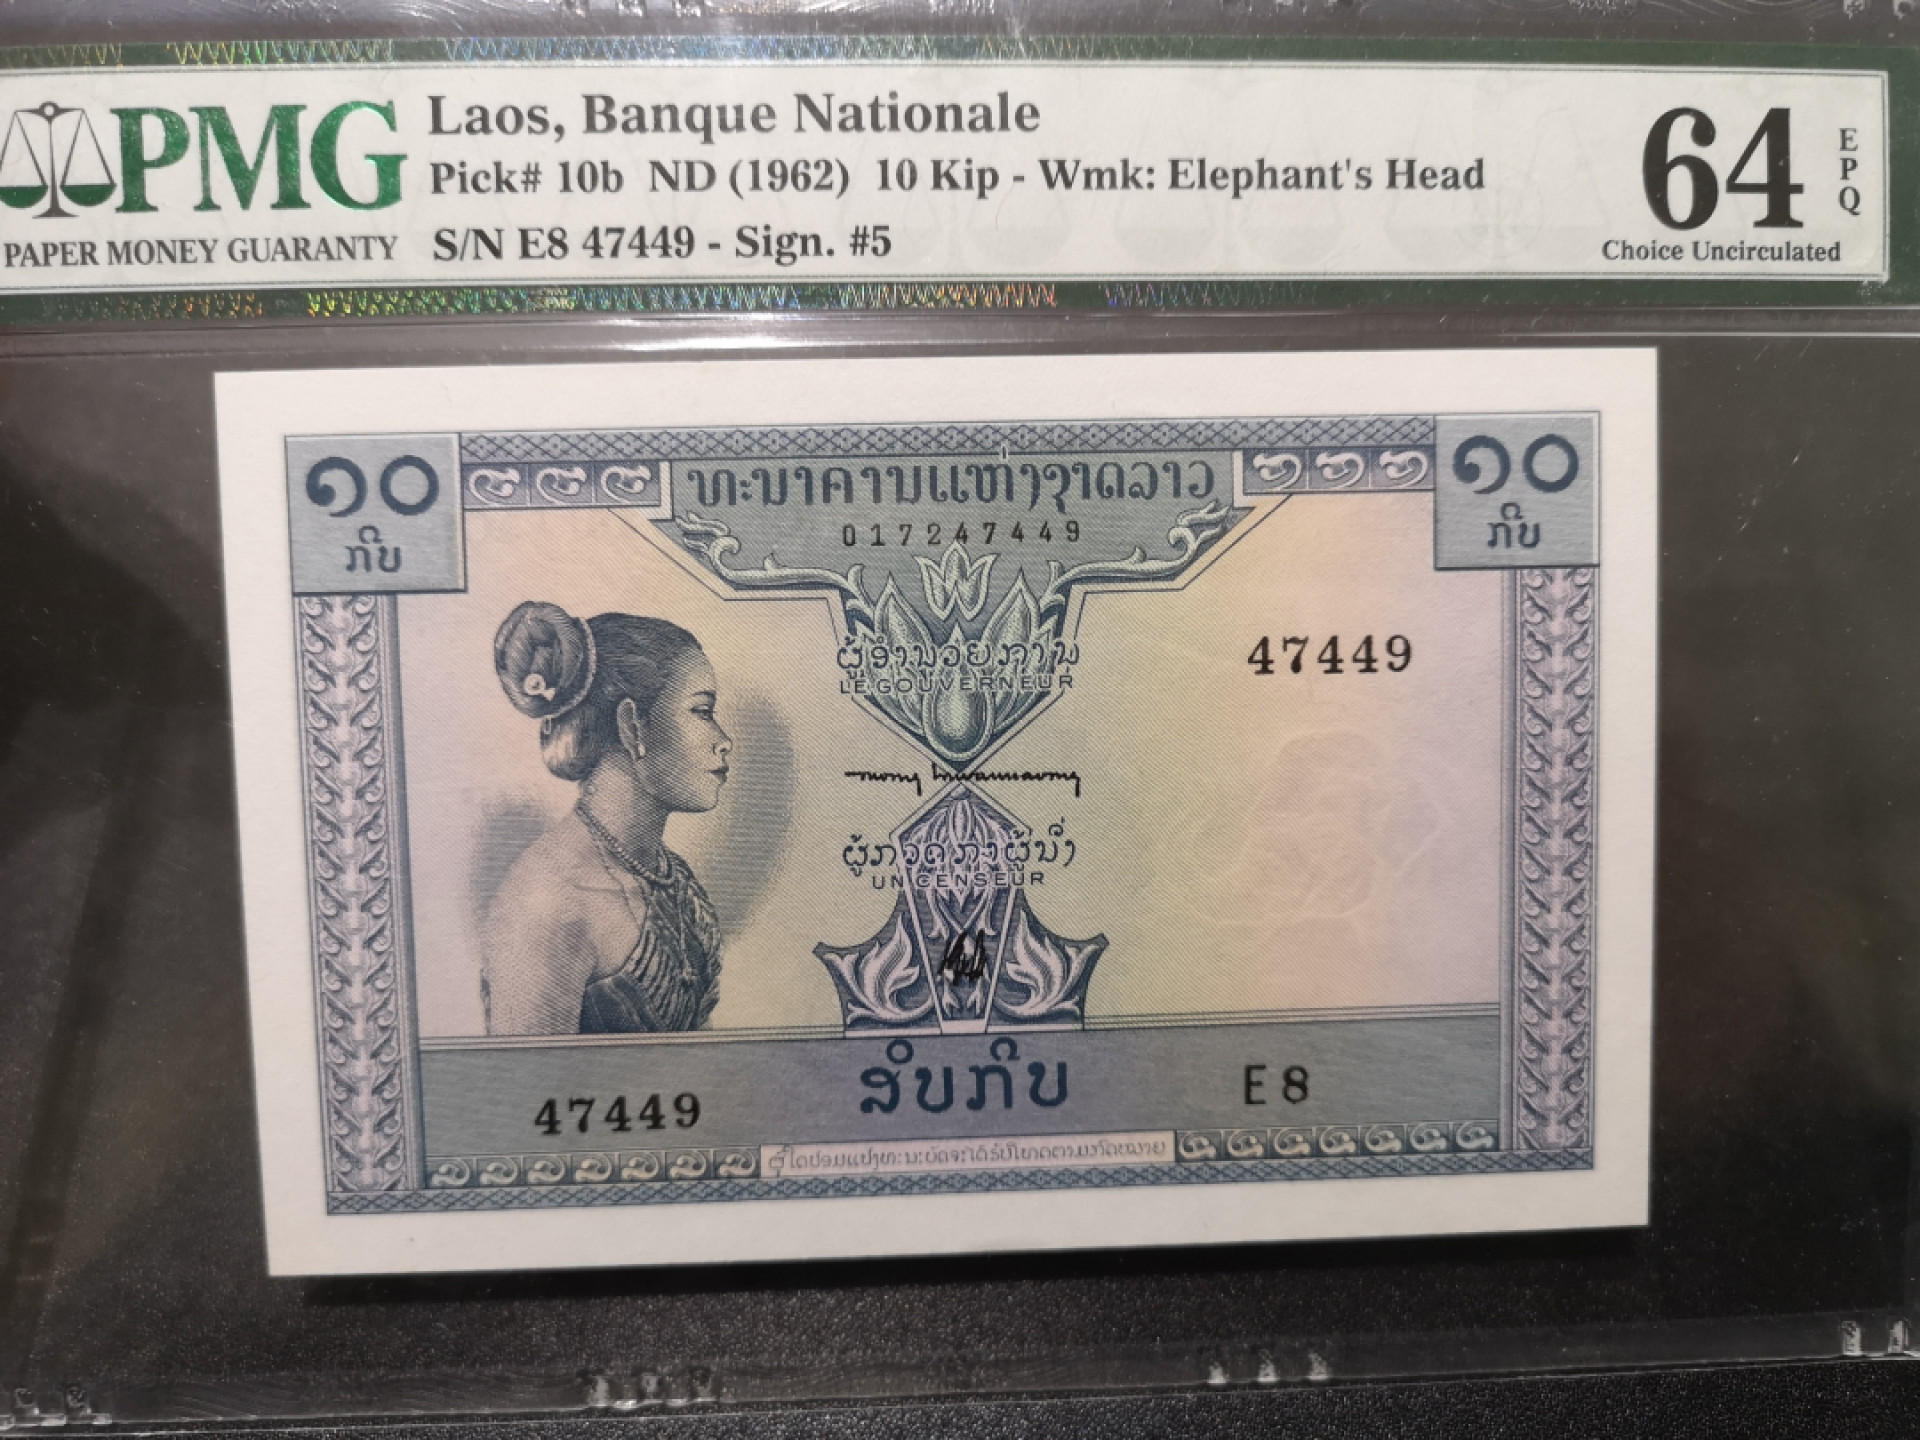 PMG
PAPER MONEY GUARANTY
Laos, Banque Nationale
Pick# 10b ND (1962) 10 Kip - Wmk: Elephant's Head
S/N E8 47449 - Sign. #5
64
EPQ
Choice Uncirculated
໑໐
ກີບ
ທະນາຄານແຫ່ງຊາດລາວ
໑໐
ກີບ
017247449
ຜູ້ອຳນວຍການ
LE GOUVERNEUR
47449
ຜູ້ກວດກາຜູ້ນຶ່ງ
UN CENSEUR
ສິບກີບ
47449
E8